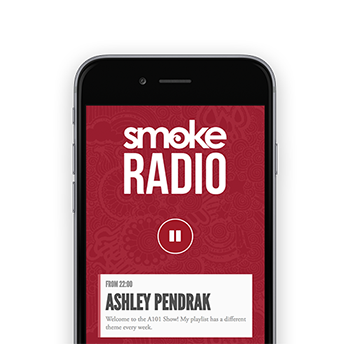 smoke
RADIO
FROM 22:00
ASHLEY PENDRAK
Welcome to the A101 Show! My playlist has a different
theme every week.